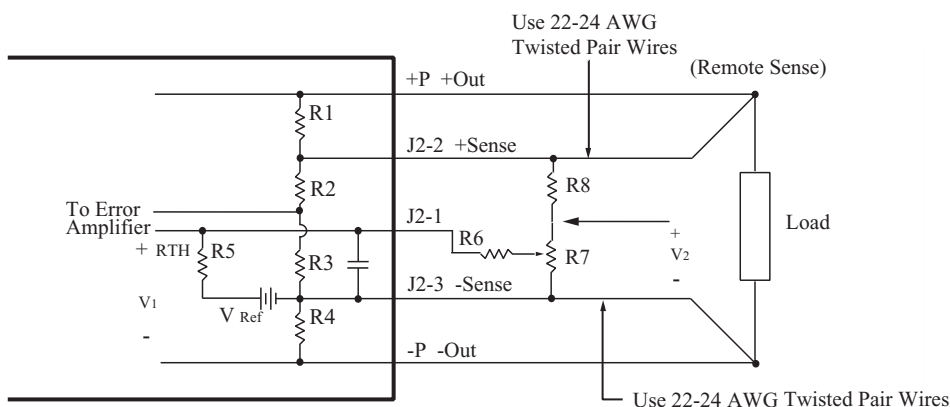 Use 22-24 AWG
Twisted Pair Wires
(Remote Sense)
+P +Out
R1
J2-2 +Sense
R2
R8
To Error
Amplifier
J2-1
Load
+ RTH
R5
R6
+
R3
R7
V2
V1
J2-3 -Sense
-
V Ref
R4
-
-P -Out
Use 22-24 AWG Twisted Pair Wires